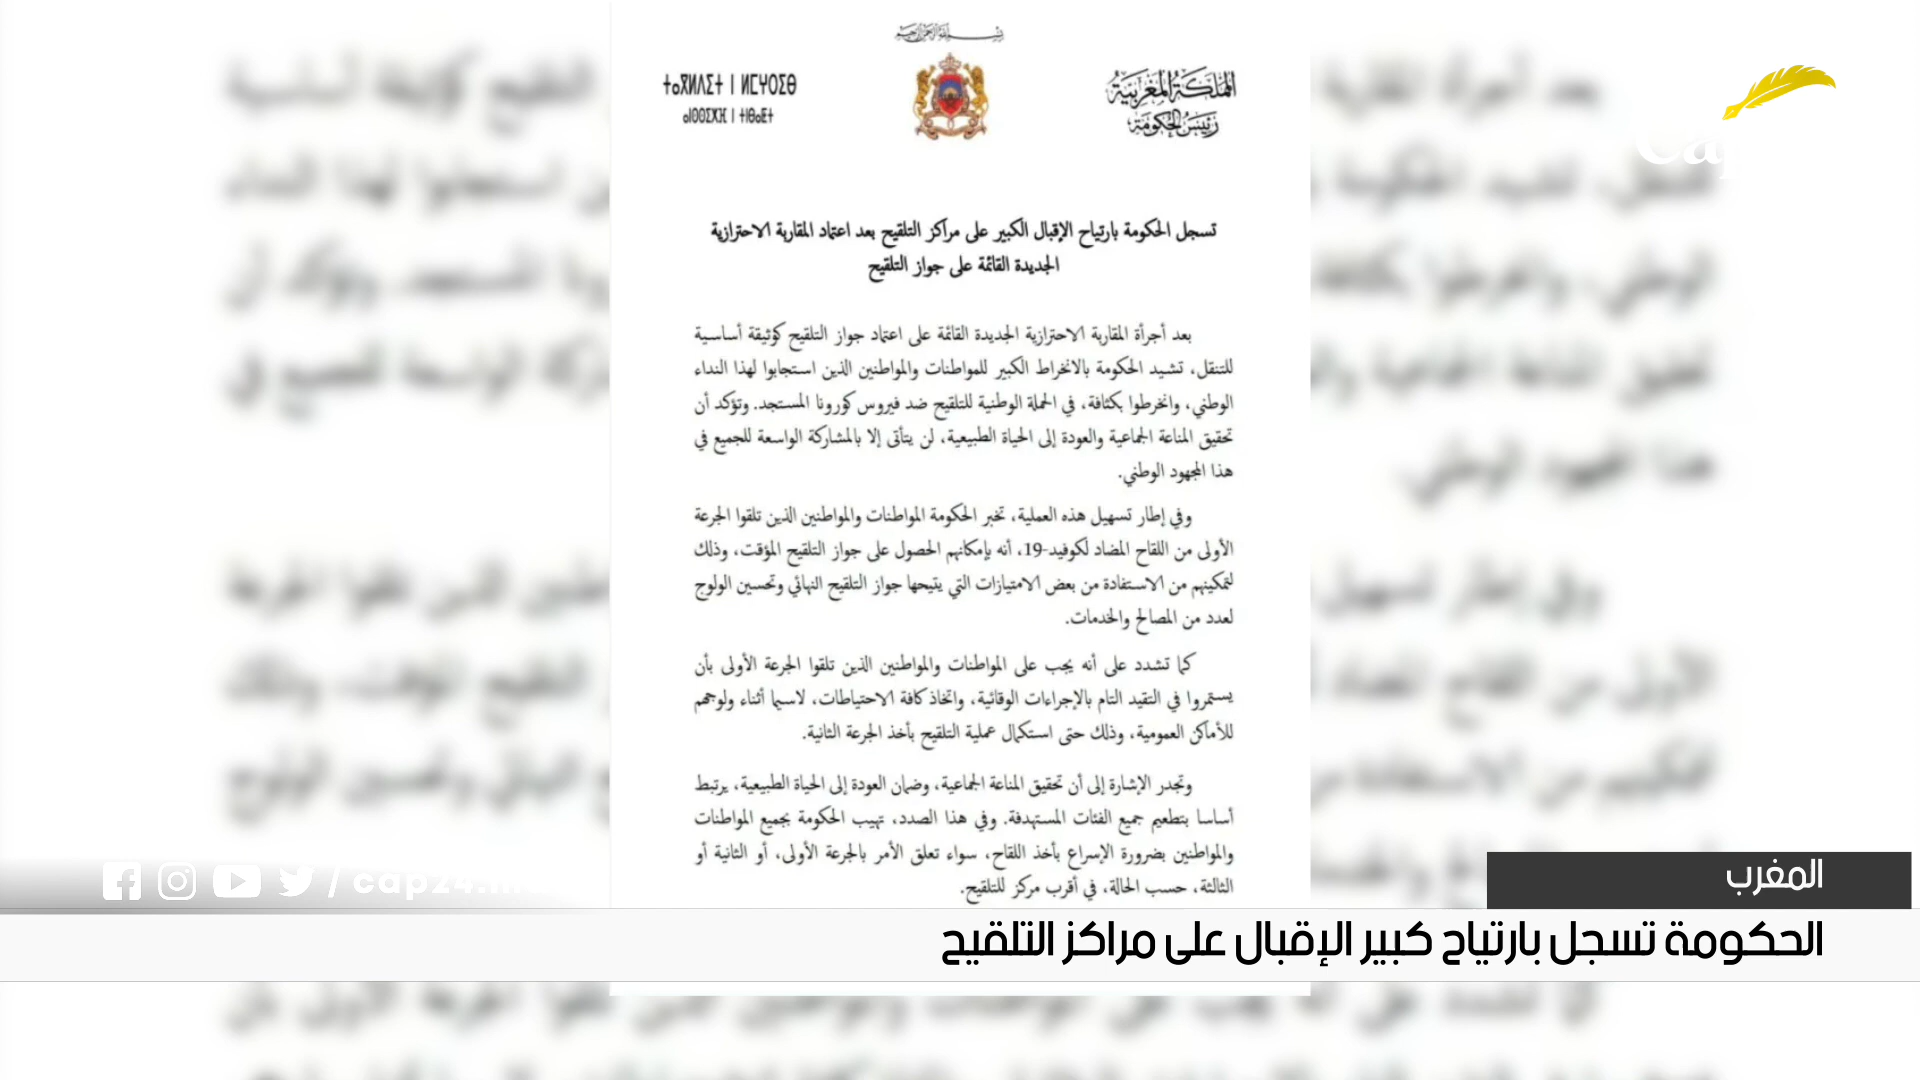 بسم الله الرحمن الرحيم
المملكة المغربية
رئيس الحكومة
ⵜⴰⴳⵍⴷⵉⵜ ⵏ ⵍⵎⵖⵔⵉⴱ
تسجل الحكومة بارتياح الإقبال الكبير على مراكز التلقيح بعد اعتماد المقاربة الاحترازية
الجديدة القائمة على جواز التلقيح
بعد أجرأة المقاربة الاحترازية الجديدة القائمة على اعتماد جواز التلقيح كوثيقة أساسية
للتنقل، تشيد الحكومة بالانخراط الكبير للمواطنات والمواطنين الذين استجابوا لهذا النداء
الوطني، وانخرطوا بكثافة، في الحملة الوطنية للتلقيح ضد فيروس كورونا المستجد. وتؤكد أن
تحقيق المناعة الجماعية والعودة إلى الحياة الطبيعية، لن يتأتى إلا بالمشاركة الواسعة للجميع في
هذا المجهود الوطني.
وفي إطار تسهيل هذه العملية، تخبر الحكومة المواطنات والمواطنين الذين تلقوا الجرعة
الأولى من اللقاح المضاد لكوفيد-19، أنه بإمكانهم الحصول على جواز التلقيح المؤقت، وذلك
لتمكينهم من الاستفادة من بعض الامتيازات التي يتيحها جواز التلقيح النهائي وتحسين الولوج
لعدد من المصالح والخدمات.
كما تشدد على أنه يجب على المواطنات والمواطنين الذين تلقوا الجرعة الأولى بأن
يستمروا في التقيد التام بالإجراءات الوقائية، واتخاذ كافة الاحتياطات، لاسيما أثناء ولوجهم
للأماكن العمومية، وذلك حتى استكمال عملية التلقيح بأخذ الجرعة الثانية.
وتجدر الإشارة إلى أن تحقيق المناعة الجماعية، وضمان العودة إلى الحياة الطبيعية، يرتبط
أساسا بتطعيم جميع الفئات المستهدفة. وفي هذا الصدد، تهيب الحكومة بجميع المواطنات
والمواطنين بضرورة الإسراع بأخذ اللقاح، سواء تعلق الأمر بالجرعة الأولى، أو الثانية أو
الثالثة، حسب الحالة، في أقرب مركز للتلقيح.
المغرب
الحكومة تسجل بارتياح كبير الإقبال على مراكز التلقيح
/ cap24.ma